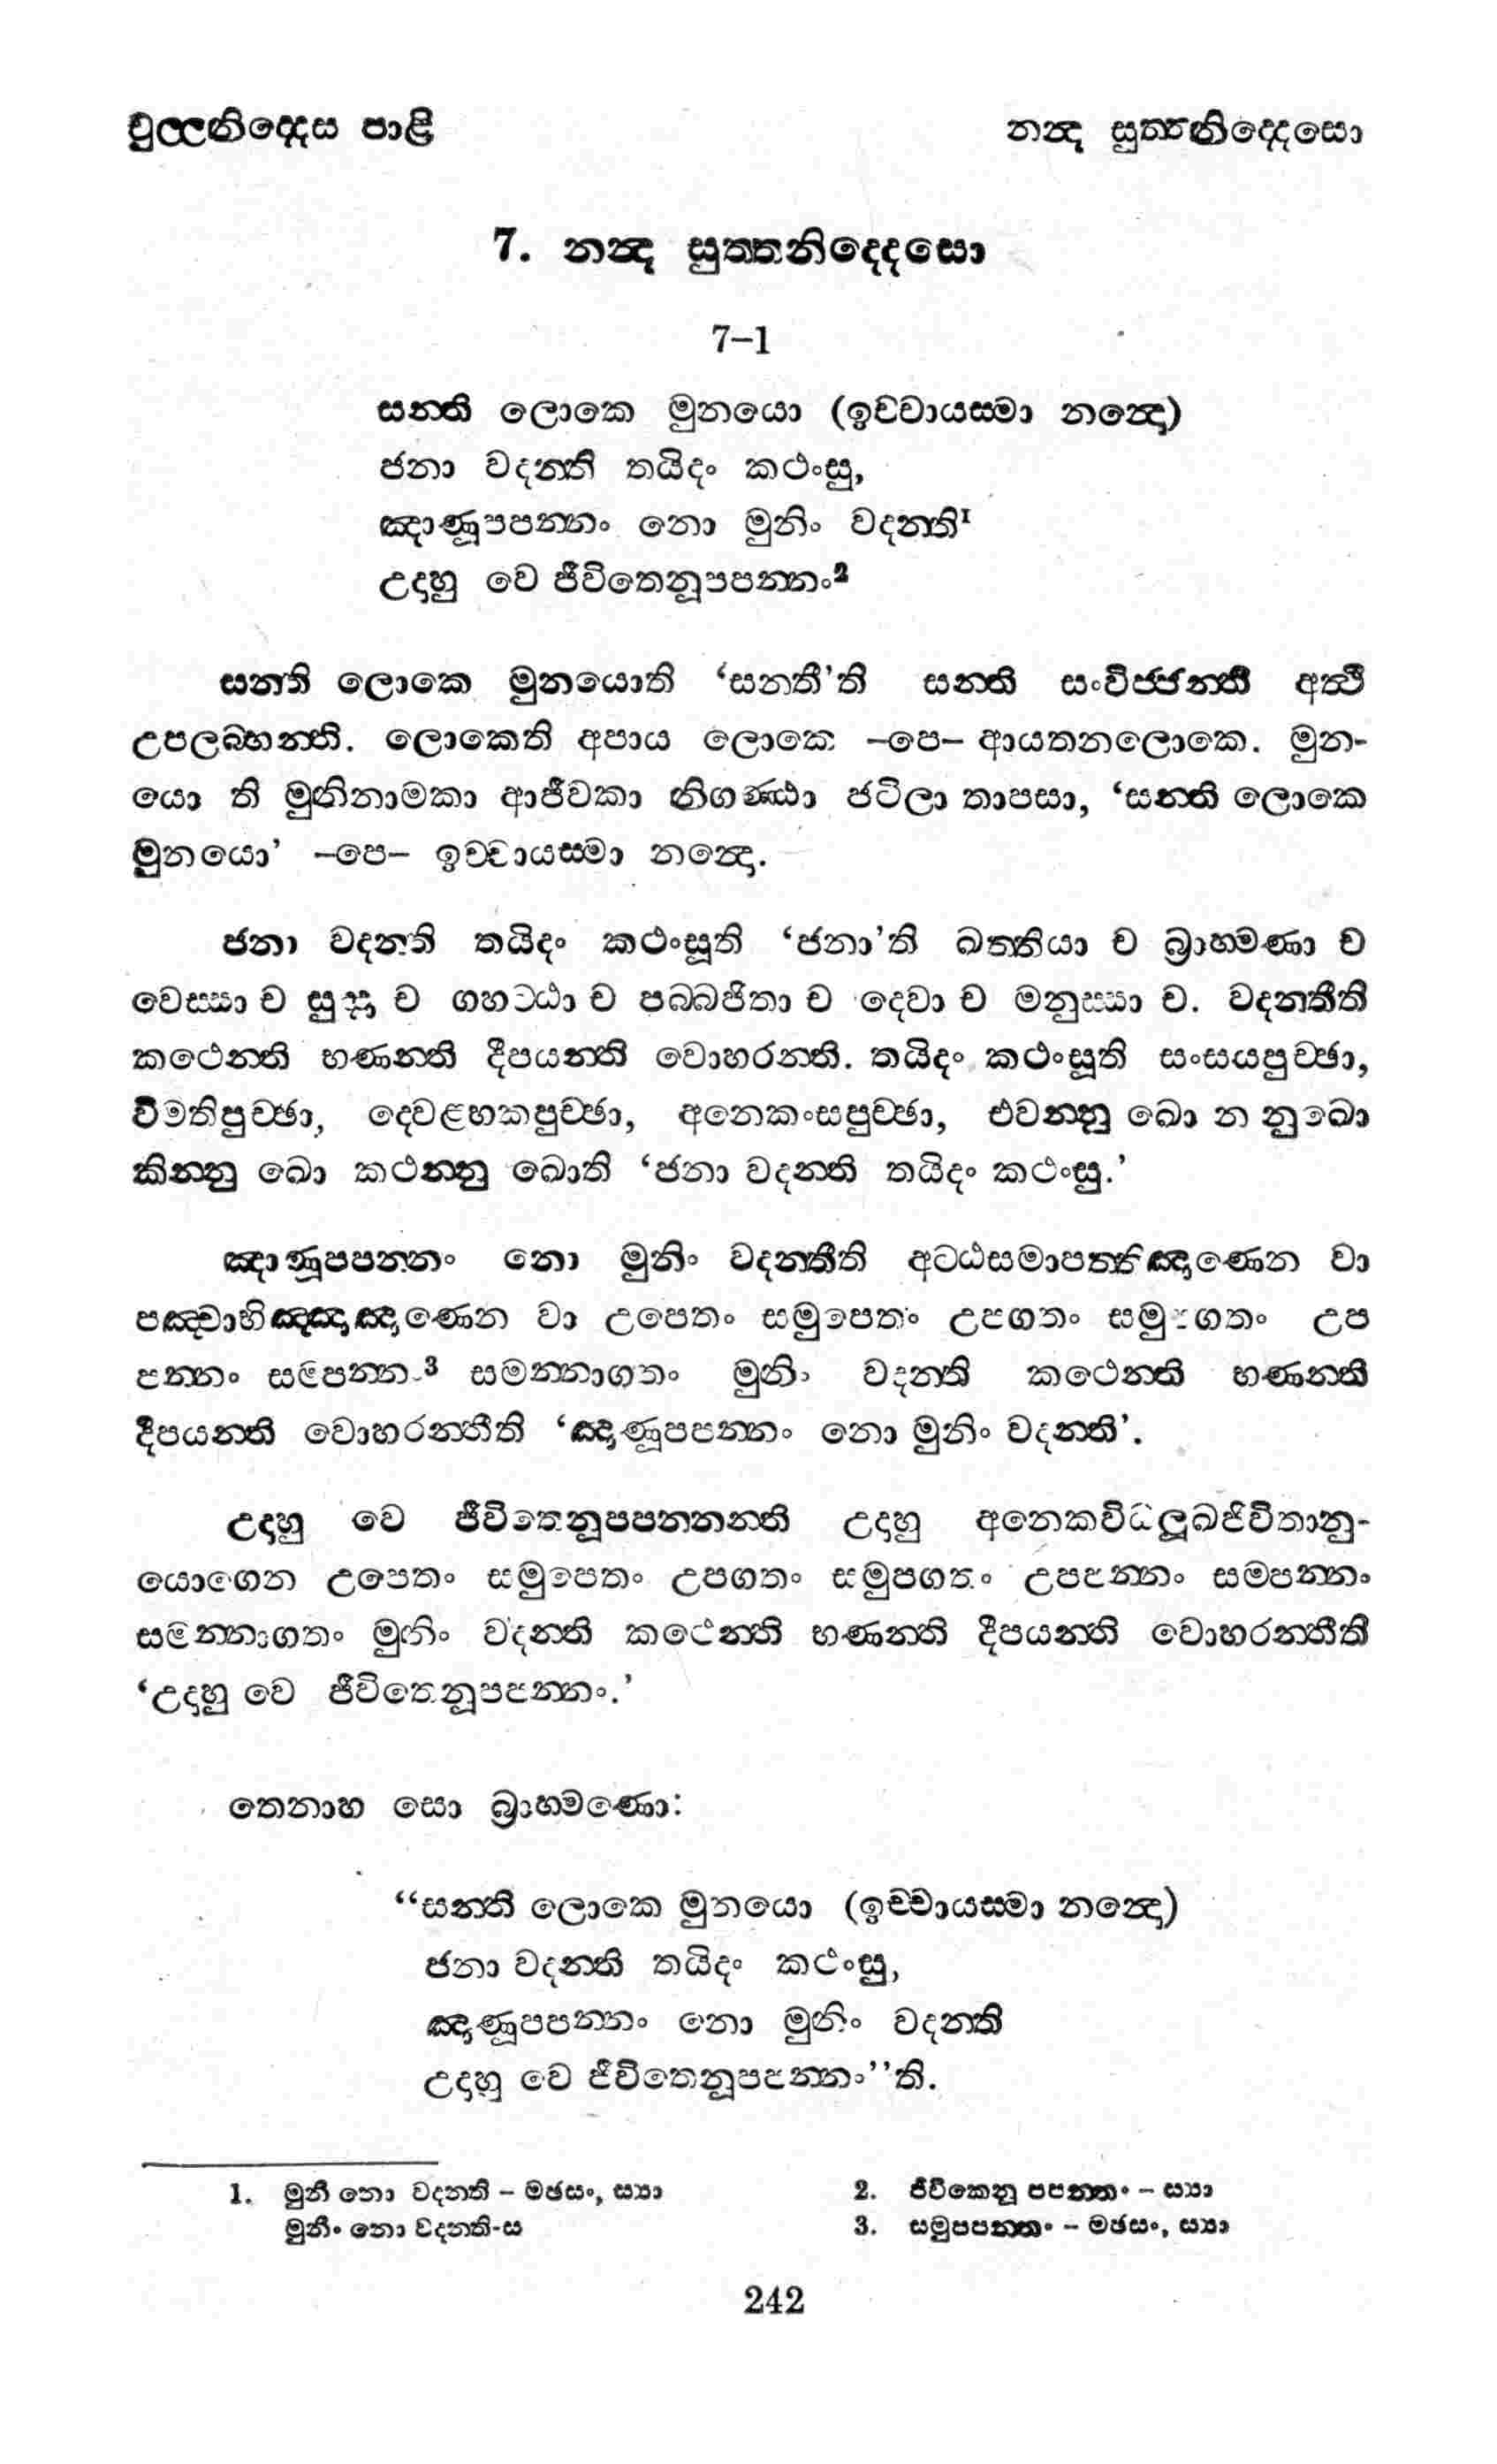 චුල්ලනිද්දෙස පාළි නන්ද සුත්තනිද්දෙසො
7. නන්ද සුත්තනිද්දෙසො
7–1
සන්ති ලොකෙ මුනයො (ඉච්චායස්මා නන්දො)
ජනා වදන්ති තයිදං කථංසු,
ඤාණූපපන්නං නො මුනිං වදන්ති¹
උදාහු වෙ ජීවිතෙනූපපන්නං²
සන්ති ලොකෙ මුනයොති ‘සන්තී’ති සන්ති සංවිජ්ජන්ති අත්ථි
උපලබ්භන්ති. ලොකෙති අපාය ලොකෙ –පෙ– ආයතනලොකෙ. මුන-
යො ති මුනිනාමකා ආජීවකා නිගණ්ඨා ජටිලා තාපසා, ‘සන්ති ලොකෙ
මුනයො’ –පෙ– ඉච්චායස්මා නන්දො.
ජනා වදන්ති තයිදං කථංසූති ‘ජනා’ති ඛත්තියා ච බ්‍රාහ්මණා ච
වෙස්සා ච සුද්දා ච ගහට්ඨා ච පබ්බජිතා ච දෙවා ච මනුස්සා ච. වදන්තීති
කථෙන්ති භණන්ති දීපයන්ති වොහරන්ති. තයිදං කථංසූති සංසයපුච්ඡා,
විමතිපුච්ඡා, දෙවළ්හකපුච්ඡා, අනෙකංසපුච්ඡා, එවන්නු ඛො න නුඛො
කින්නු ඛො කථන්නු ඛොති ‘ජනා වදන්ති තයිදං කථංසු.’
ඤාණූපපන්නං නො මුනිං වදන්තීති අට්ඨසමාපත්තිඤාණෙන වා
පඤ්චාභිඤ්ඤාඤාණෙන වා උපෙතං සමුපෙතං උපගතං සමුපගතං උප
පන්නං සම්පන්නං³ සමන්නාගතං මුනිං වදන්ති කථෙන්ති භණන්ති
දීපයන්ති වොහරන්තීති ‘ඤාණූපපන්නං නො මුනිං වදන්ති’.
උදාහු වෙ ජීවිතෙනූපපන්නන්ති උදාහු අනෙකවිධලූඛජීවිතානු-
යොගෙන උපෙතං සමුපෙතං උපගතං සමුපගතං උපපන්නං සම්පන්නං
සමන්නාගතං මුනිං වදන්ති කථෙන්ති භණන්ති දීපයන්ති වොහරන්තීති
‘උදාහු වෙ ජීවිතෙනූපපන්නං.’
තෙනාහ සො බ්‍රාහ්මණො:
“සන්ති ලොකෙ මුනයො (ඉච්චායස්මා නන්දො)
ජනා වදන්ති තයිදං කථංසු,
ඤාණූපපන්නං නො මුනිං වදන්ති
උදාහු වෙ ජීවිතෙනූපපන්නං”ති.
1. මුනී නො වදන්ති – මඡසං, ස්‍යා 2. ජීවිකෙනූ පපන්නං – ස්‍යා
මුනිං නො වදන්ති-ස 3. සමුපපන්නං – මඡසං, ස්‍යා
242